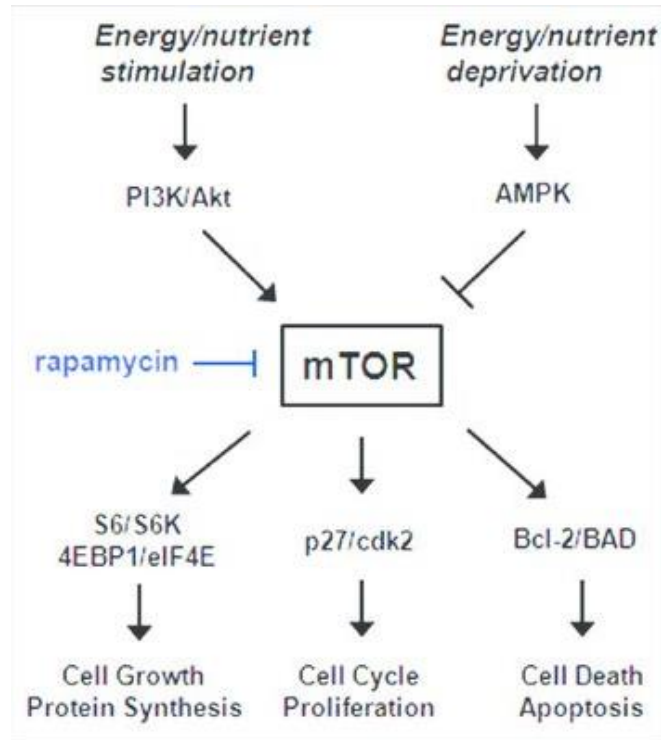 Energy/nutrient
stimulation
Energy/nutrient
deprivation
PI3K/Akt
AMPK
rapamycin
mTOR
S6/S6K
4EBP1/eIF4E
p27/cdk2
Bcl-2/BAD
Cell Growth
Protein Synthesis
Cell Cycle
Proliferation
Cell Death
Apoptosis